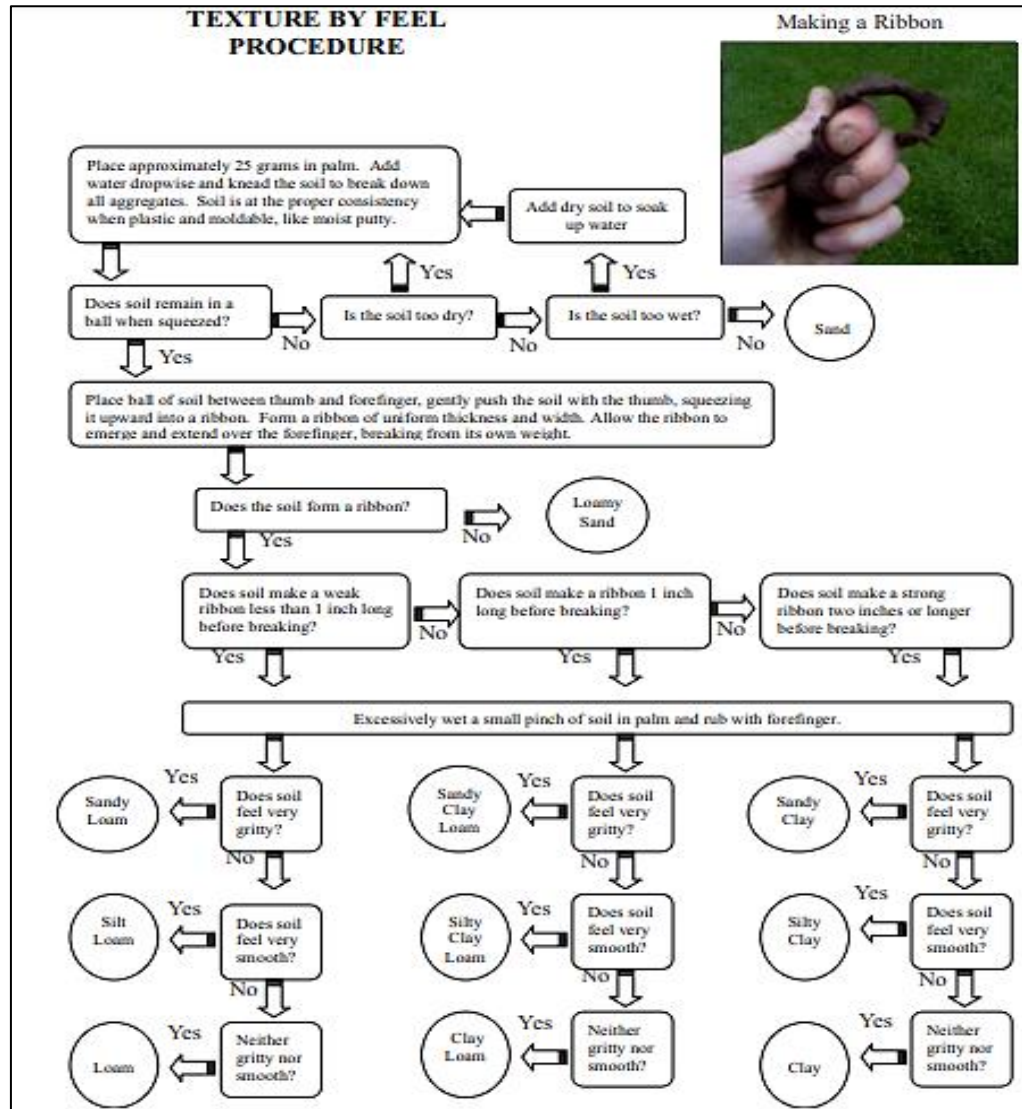 TEXTURE BY FEEL
PROCEDURE
Making a Ribbon
Place approximately 25 grams in palm. Add
water dropwise and knead the soil to break down
all aggregates. Soil is at the proper consistency
when plastic and moldable, like moist putty.
Add dry soil to soak
up water
Yes
Yes
Does soil remain in a
ball when squeezed?
No
Is the soil too dry?
No
Is the soil too wet?
No
Sand
Yes
Place ball of soil between thumb and forefinger, gently push the soil with the thumb, squeezing
it upward into a ribbon. Form a ribbon of uniform thickness and width. Allow the ribbon to
emerge and extend over the forefinger, breaking from its own weight.
Does the soil form a ribbon?
No
Loamy
Sand
Yes
Does soil make a weak
ribbon less than 1 inch long
before breaking?
No
Does soil make a ribbon 1 inch
long before breaking?
No
Does soil make a strong
ribbon two inches or longer
before breaking?
Yes
Yes
Yes
Excessively wet a small pinch of soil in palm and rub with forefinger.
Sandy
Loam
Yes
Does soil
feel very
gritty?
Sandy
Clay
Loam
Yes
Does soil
feel very
gritty?
Sandy
Clay
Yes
Does soil
feel very
gritty?
No
No
No
Silt
Loam
Yes
Does soil
feel very
smooth?
Silty
Clay
Loam
Yes
Does soil
feel very
smooth?
Silty
Clay
Yes
Does soil
feel very
smooth?
No
No
No
Loam
Yes
Neither
gritty nor
smooth?
Clay
Loam
Yes
Neither
gritty nor
smooth?
Clay
Yes
Neither
gritty nor
smooth?